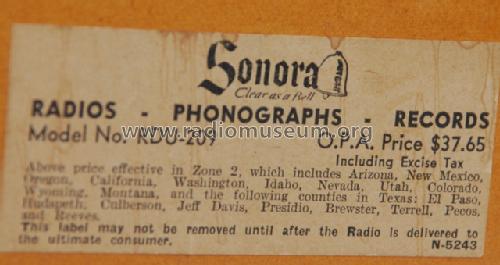 Sonora
Clear as a Bell
RADIOS - PHONOGRAPHS - RECORDS
Model No. RDU-209 O.P.A. Price $37.65
Including Excise Tax
www.radiomuseum.org
Above price effective in Zone 2, which includes Arizona, New Mexico,
Oregon, California, Washington, Idaho, Nevada, Utah, Colorado,
Wyoming, Montana, and the following counties in Texas: El Paso,
Hudspeth, Culberson, Jeff Davis, Presidio, Brewster, Terrell, Pecos,
and Reeves.
This label may not be removed until after the Radio is delivered to
the ultimate consumer. N-5243